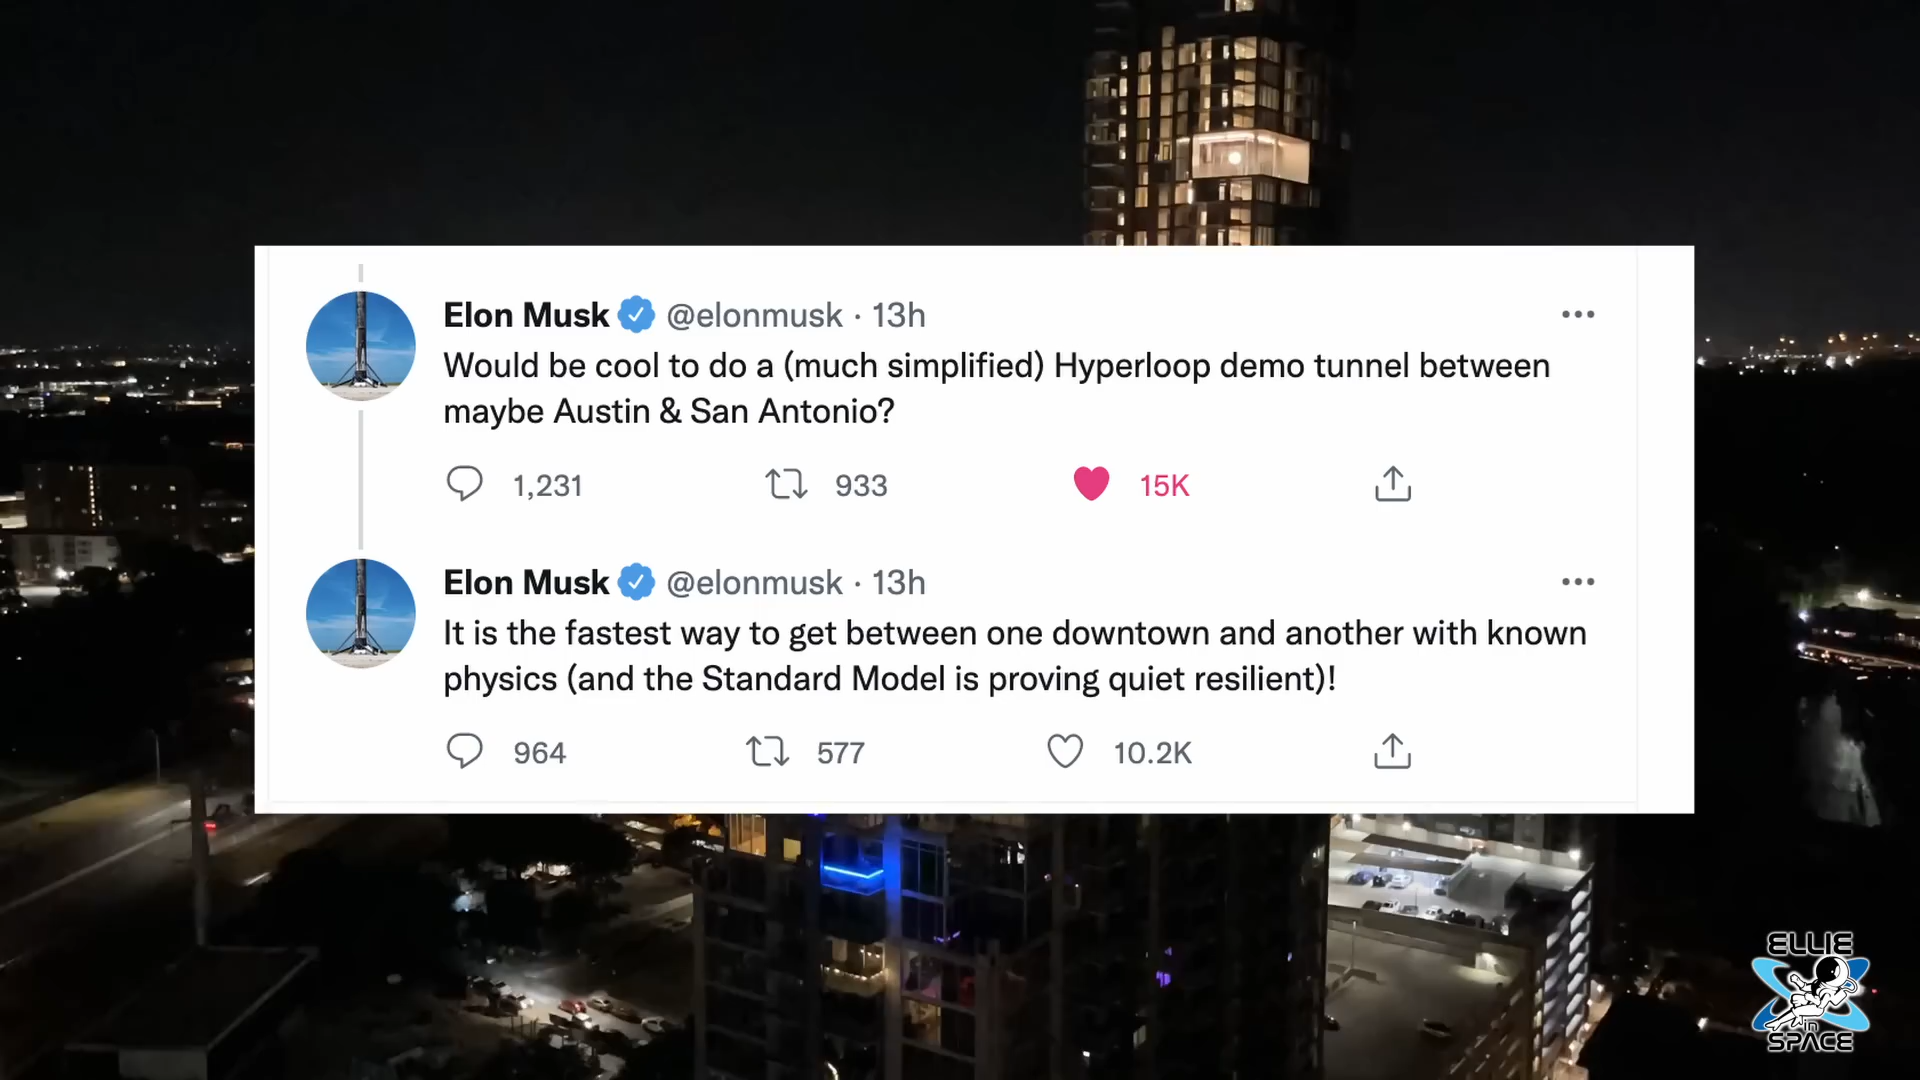 Elon Musk @elonmusk · 13h
Would be cool to do a (much simplified) Hyperloop demo tunnel between
maybe Austin & San Antonio?
1,231 933 15K
Elon Musk @elonmusk · 13h
It is the fastest way to get between one downtown and another with known
physics (and the Standard Model is proving quiet resilient)!
964 577 10.2K
ELLIE
in
SPACE